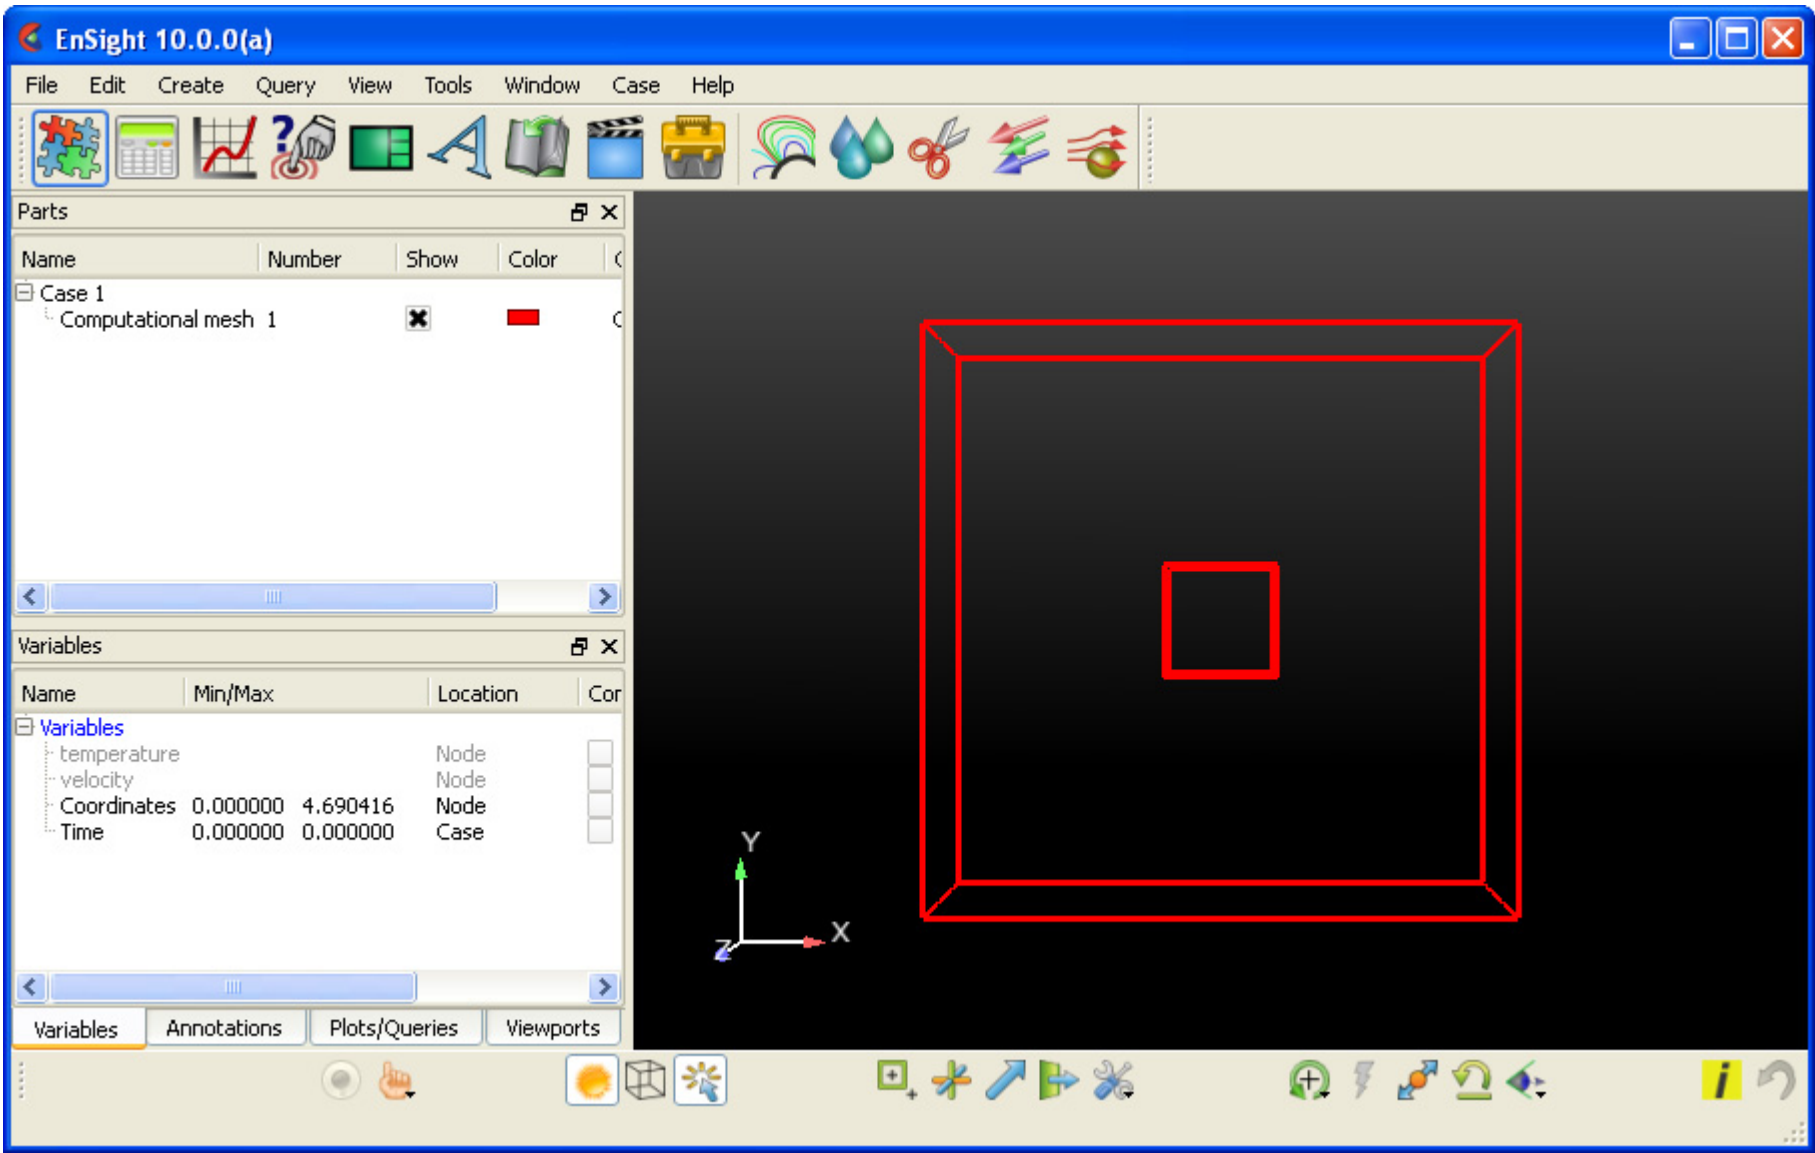 EnSight 10.0.0(a)
File Edit Create Query View Tools Window Case Help
Parts
Name Number Show Color
Case 1
Computational mesh 1
Variables
Name Min/Max Location Cor
Variables
temperature Node
velocity Node
Coordinates 0.000000 4.690416 Node
Time 0.000000 0.000000 Case
Variables Annotations Plots/Queries Viewports
Y
X
Z